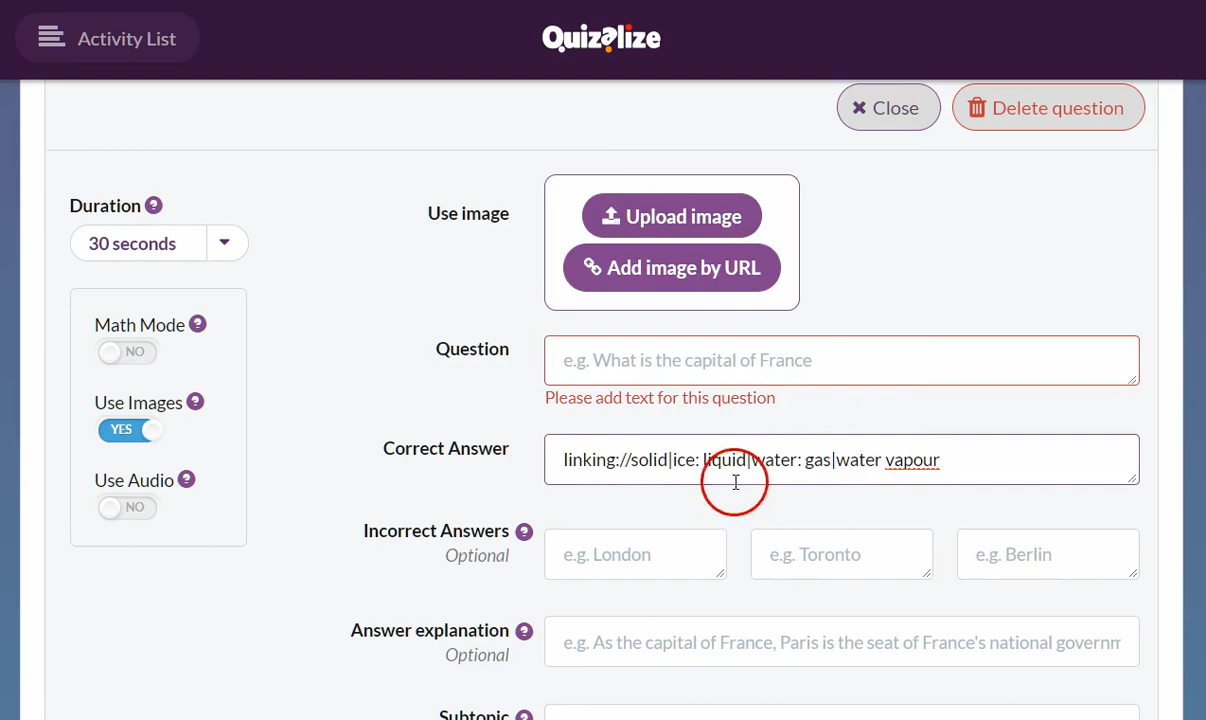 Activity List
Quizalize
Close
Delete question
Duration ?
30 seconds
Use image
Upload image
Add image by URL
Math Mode ?
NO
Use Images ?
YES
Use Audio ?
NO
Question
e.g. What is the capital of France
Please add text for this question
Correct Answer
linking://solid|ice: liquid|water: gas|water vapour
Incorrect Answers ?
Optional
e.g. London
e.g. Toronto
e.g. Berlin
Answer explanation ?
Optional
e.g. As the capital of France, Paris is the seat of France's national governm
Subtopic ?